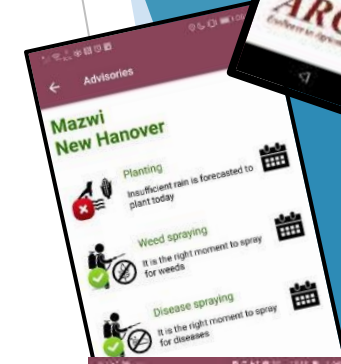 ARC
Advisories
Mazwi
New Hanover
Planting
Insufficient rain is forecasted to
plant today
Weed spraying
It is the right moment to spray
for weeds
Disease spraying
It is the right moment to spray
for diseases